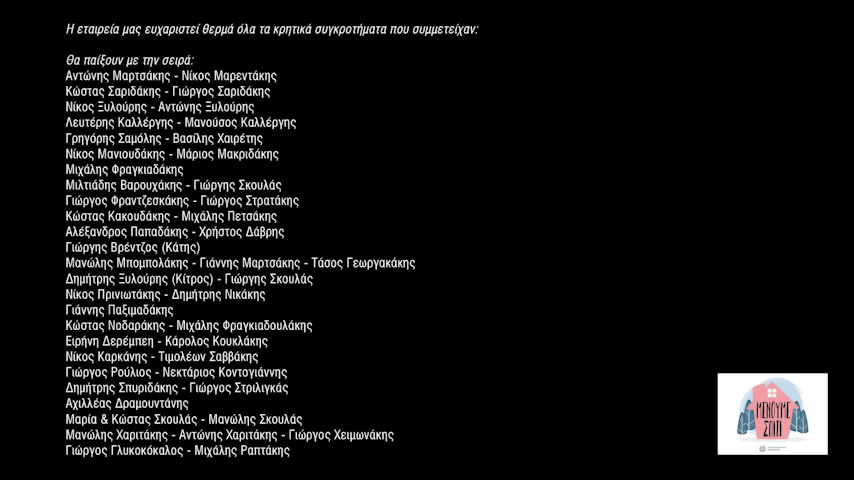 Η εταιρεία μας ευχαριστεί θερμά όλα τα κρητικά συγκροτήματα που συμμετείχαν:
Θα παίξουν με την σειρά:
Αντώνης Μαρτσάκης - Νίκος Μαρεντάκης
Κώστας Σαριδάκης - Γιώργος Σαριδάκης
Νίκος Ξυλούρης - Αντώνης Ξυλούρης
Λευτέρης Καλλέργης - Μανούσος Καλλέργης
Γρηγόρης Σαμόλης - Βασίλης Χαιρέτης
Νίκος Μανιουδάκης - Μάριος Μακριδάκης
Μιχάλης Φραγκιαδάκης
Μιλτιάδης Βαρουχάκης - Γιώργης Σκουλάς
Γιώργος Φραντζεσκάκης - Γιώργος Στρατάκης
Κώστας Κακουδάκης - Μιχάλης Πετσάκης
Αλέξανδρος Παπαδάκης - Χρήστος Δάβρης
Γιώργης Βρέντζος (Κάτης)
Μανώλης Μπομπολάκης - Γιάννης Μαρτσάκης - Τάσος Γεωργακάκης
Δημήτρης Ξυλούρης (Κίτρος) - Γιώργης Σκουλάς
Νίκος Πρινιωτάκης - Δημήτρης Νικάκης
Γιάννης Παξιμαδάκης
Κώστας Νοδαράκης - Μιχάλης Φραγκιαδουλάκης
Ειρήνη Δερέμπεη - Κάρολος Κουκλάκης
Νίκος Καρκάνης - Τιμολέων Σαββάκης
Γιώργος Ρούλιος - Νεκτάριος Κοντογιάννης
Δημήτρης Σπυριδάκης - Γιώργος Στριλιγκάς
Αχιλλέας Δραμουντάνης
Μαρία & Κώστας Σκουλάς - Μανώλης Σκουλάς
Μανώλης Χαριτάκης - Αντώνης Χαριτάκης - Γιώργος Χειμωνάκης
Γιώργος Γλυκοκόκαλος - Μιχάλης Ραπτάκης
ΜΕΝΟΥΜΕ
ΣΠΙΤΙ